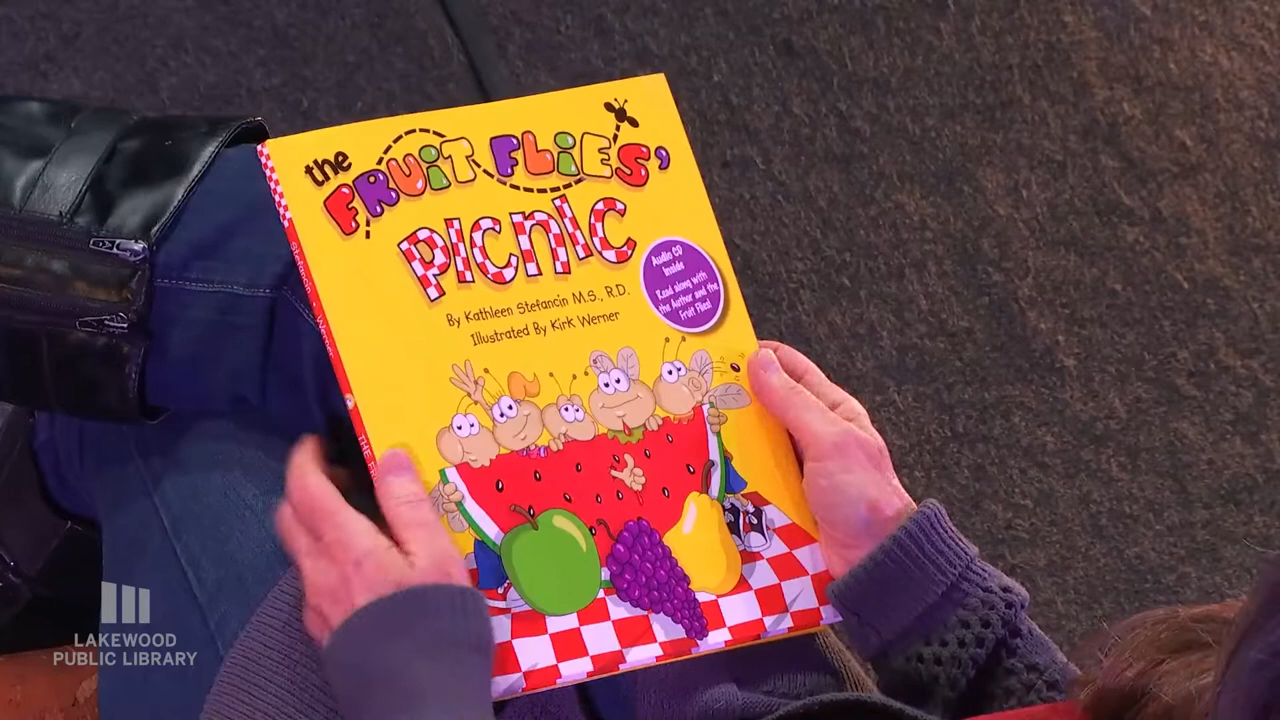 the
FRUiT FLiES'
PICNIC
By Kathleen Stefancin M.S., R.D.
Illustrated By Kirk Werner
Audio CD
Inside
Read along with
the Author and the
Fruit Flies!
Stefancin • Werner
THE F
LAKEWOOD
PUBLIC LIBRARY